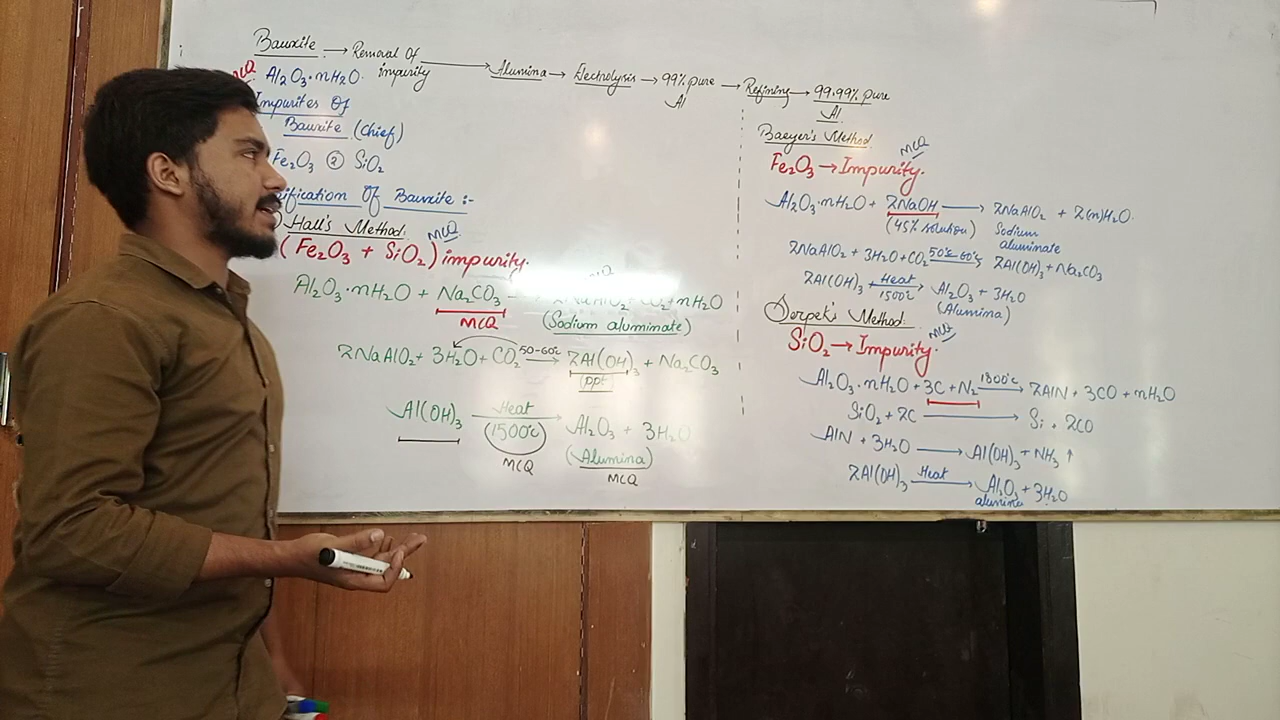 Bauxite → Removal Of impurity → Alumina → Electrolysis → 99% pure Al → Refining → 99.99% pure Al.
MCQ
Al₂O₃·nH₂O.
Impurites Of
Bauxite (Chief)
Fe₂O₃ ② SiO₂
Of Bauxite :-
Hall's Method.
MCQ
(Fe₂O₃ + SiO₂) impurity.
Al₂O₃·nH₂O + Na₂CO₃ → 2NaAlO₂ + CO₂ + nH₂O
MCQ
(Sodium aluminate)
2NaAlO₂ + 3H₂O + CO₂ 50-60°C → 2Al(OH)₃ + Na₂CO₃
(ppt)
Al(OH)₃ Heat 1500°C → Al₂O₃ + 3H₂O
MCQ
(Alumina)
MCQ
Baeyer's Method.
MCQ
Fe₂O₃ → Impurity.
Al₂O₃·nH₂O + 2NaOH → 2NaAlO₂ + 2(n)H₂O.
(45% solution)
Sodium
aluminate
2NaAlO₂ + 3H₂O + CO₂ 50°-60°C → 2Al(OH)₃ + Na₂CO₃
2Al(OH)₃ Heat 1500°C → Al₂O₃ + 3H₂O
(Alumina)
Serpek's Method.
MCQ
SiO₂ → Impurity.
Al₂O₃·nH₂O + 3C + N₂ 1800°C → 2AlN + 3CO + nH₂O
SiO₂ + 2C → Si + 2CO
AlN + 3H₂O → Al(OH)₃ + NH₃ ↑
2Al(OH)₃ Heat → Al₂O₃ + 3H₂O
alumina